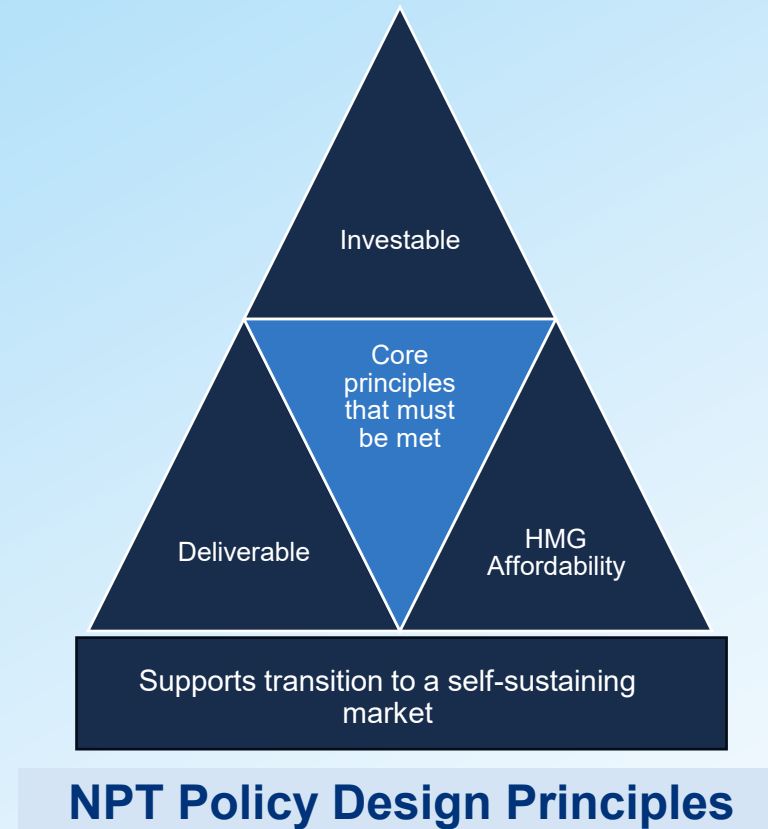 Investable
Core
principles
that must
be met
Deliverable
HMG
Affordability
Supports transition to a self-sustaining
market
NPT Policy Design Principles